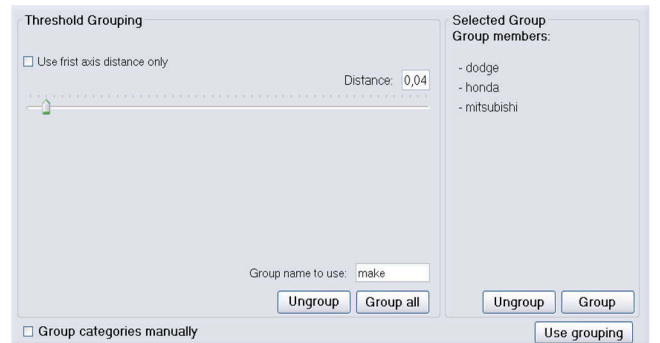 Threshold Grouping
Use frist axis distance only
Distance: 0,04
Group name to use: make
Ungroup Group all
Selected Group
Group members:
- dodge
- honda
- mitsubishi
Ungroup Group
Group categories manually
Use grouping